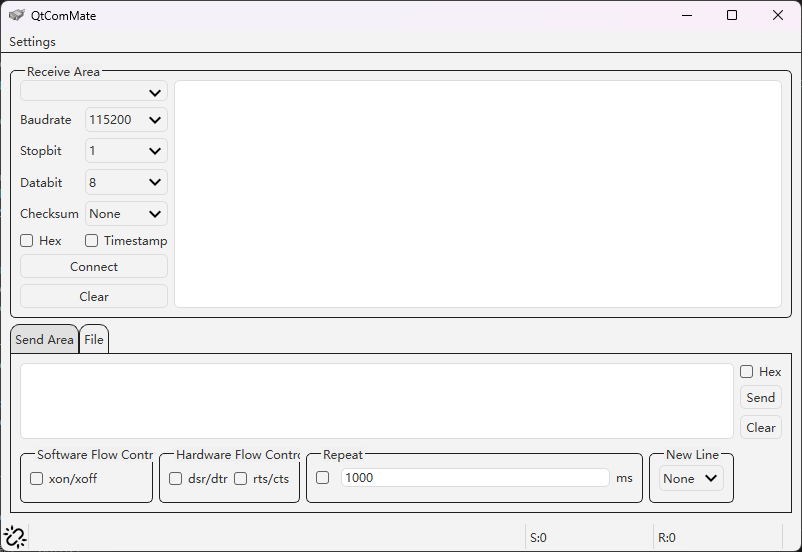 QtComMate
Settings
Receive Area
Baudrate 115200
Stopbit 1
Databit 8
Checksum None
Hex Timestamp
Connect
Clear
Send Area File
Hex
Send
Clear
Software Flow Contr Hardware Flow Contro Repeat New Line
xon/xoff dsr/dtr rts/cts 1000 ms None
S:0 R:0